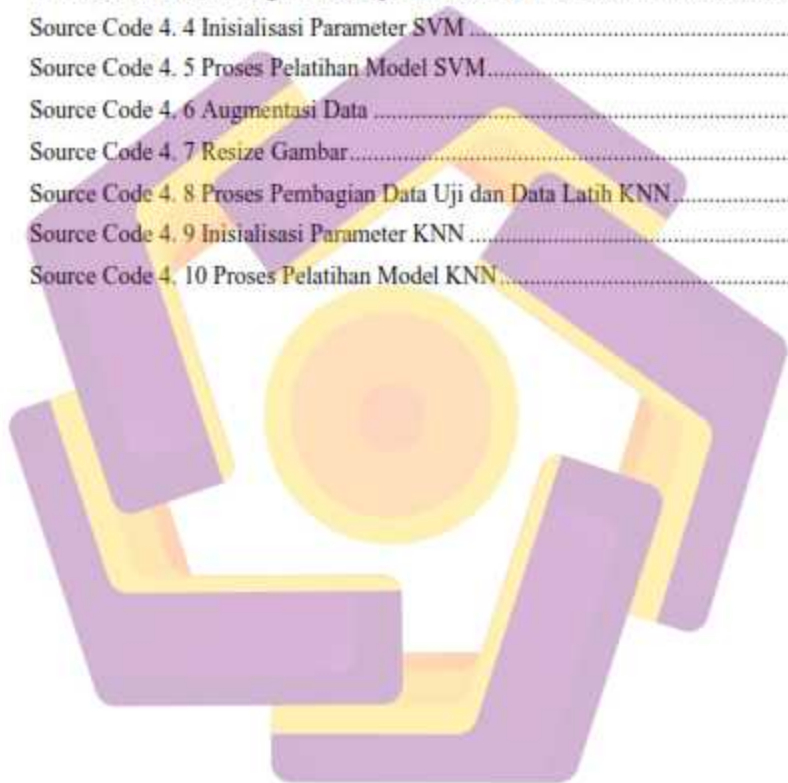 Source Code 4. 4 Inisialisasi Parameter SVM
Source Code 4. 5 Proses Pelatihan Model SVM
Source Code 4. 6 Augmentasi Data
Source Code 4. 7 Resize Gambar
Source Code 4. 8 Proses Pembagian Data Uji dan Data Latih KNN
Source Code 4. 9 Inisialisasi Parameter KNN
Source Code 4. 10 Proses Pelatihan Model KNN